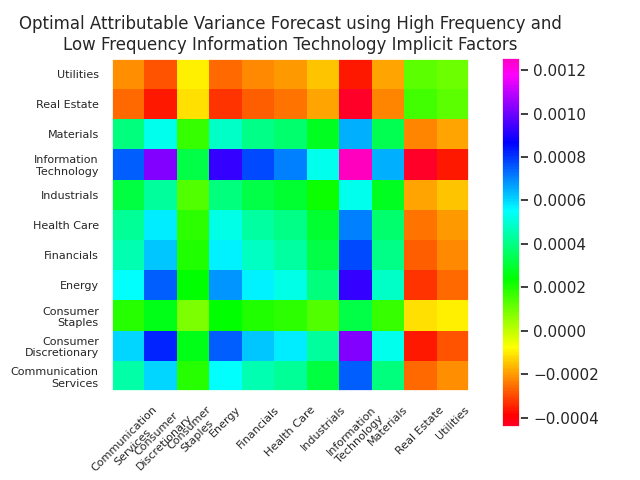 Optimal Attributable Variance Forecast using High Frequency and
Low Frequency Information Technology Implicit Factors
Utilities
Real Estate
Materials
Information
Technology
Industrials
Health Care
Financials
Energy
Consumer
Staples
Consumer
Discretionary
Communication
Services
Communication
Services
Consumer
Discretionary
Consumer
Staples
Energy
Financials
Health Care
Industrials
Information
Technology
Materials
Real Estate
Utilities
0.0012
0.0010
0.0008
0.0006
0.0004
0.0002
0.0000
−0.0002
−0.0004